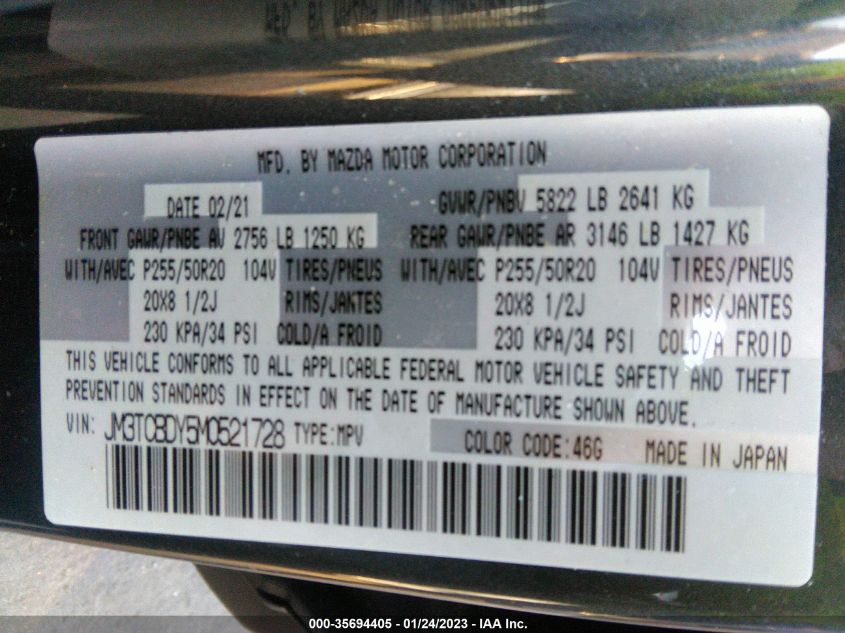 MFD. BY MAZDA MOTOR CORPORATION
DATE 02/21 GVWR/PNBV 5822 LB 2641 KG
FRONT GAWR/PNBE AV 2756 LB 1250 KG REAR GAWR/PNBE AR 3146 LB 1427 KG
WITH/AVEC P255/50R20 104V TIRES/PNEUS WITH/AVEC P255/50R20 104V TIRES/PNEUS
20X8 1/2J RIMS/JANTES 20X8 1/2J RIMS/JANTES
230 KPA/34 PSI COLD/A FROID 230 KPA/34 PSI COLD/A FROID
THIS VEHICLE CONFORMS TO ALL APPLICABLE FEDERAL MOTOR VEHICLE SAFETY AND THEFT
PREVENTION STANDARDS IN EFFECT ON THE DATE OF MANUFACTURE SHOWN ABOVE.
VIN: JM3TCBDY5M0521728 TYPE:MPV COLOR CODE:46G MADE IN JAPAN
000-35694405 - 01/24/2023 - IAA Inc.